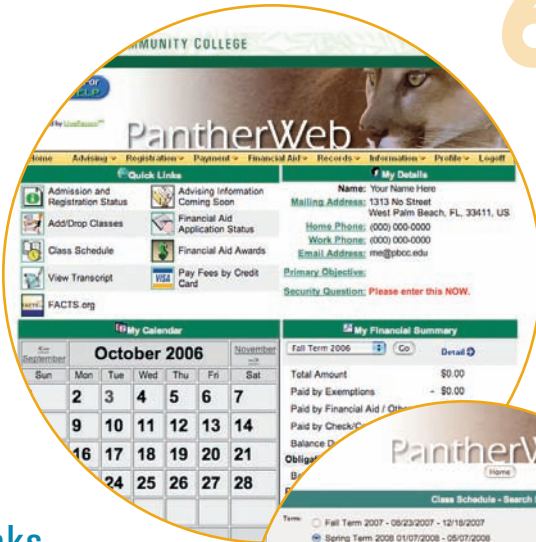 6
MMUNITY COLLEGE
PantherWeb
Home Advising Registration Payment Financial Aid Records Information Profile Logoff
Quick Links
Admission and
Registration Status
Advising Information
Coming Soon
Add/Drop Classes
Financial Aid
Application Status
Class Schedule
Financial Aid Awards
View Transcript
VISA
Pay Fees by Credit
Card
FACTS.org
My Details
Name: Your Name Here
Mailing Address: 1313 No Street
West Palm Beach, FL, 33411, US
Home Phone: (000) 000-0000
Work Phone: (000) 000-0000
Email Address: me@pbcc.edu
Primary Objective:
Security Question: Please enter this NOW.
My Calendar
<=
September
October 2006
November
Sun Mon Tue Wed Thu Fri Sat
2 3 4 5 6 7
9 10 11 12 13 14
16 17 18 19 20 21
24 25 26 27 28
My Financial Summary
Fall Term 2006 Go Detail
Total Amount $0.00
Paid by Exemptions - $0.00
Paid by Financial Aid / Othe
Paid by Check/C
Balance D
Obliga
PantherW
Home
Class Schedule - Search
Term: Fall Term 2007 - 08/23/2007 - 12/18/2007
Spring Term 2008 01/07/2008 - 05/07/2008
nks